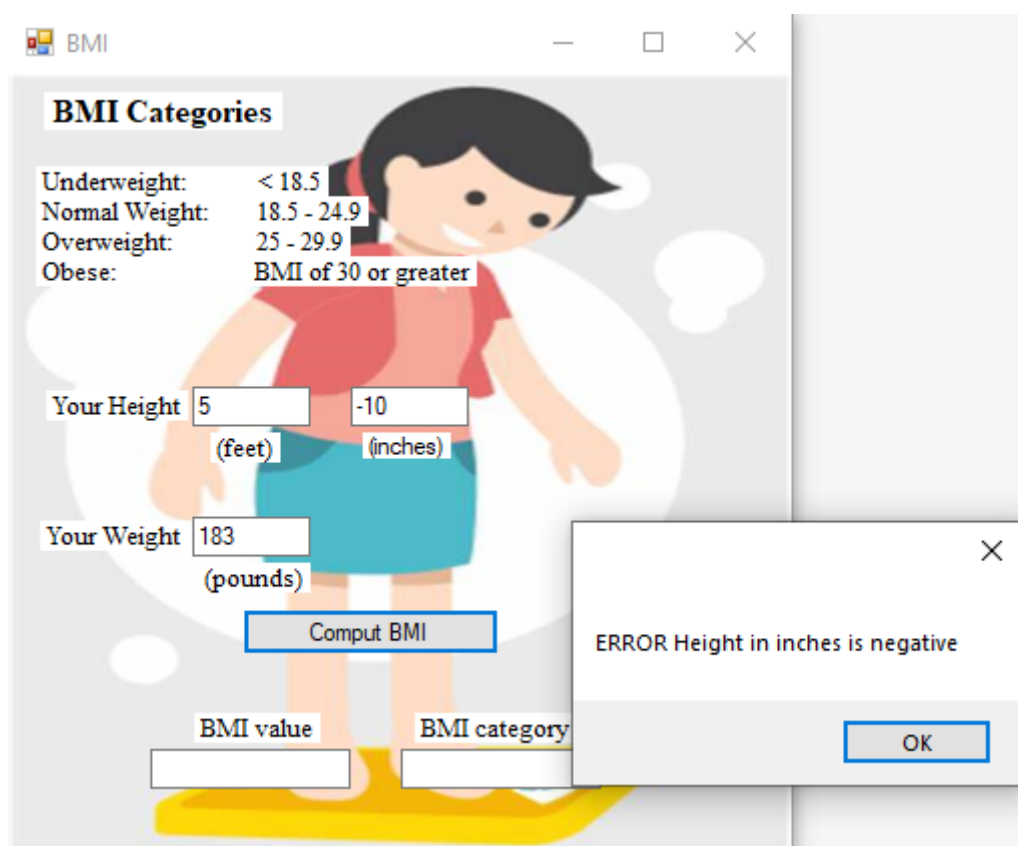 BMI
BMI Categories
Underweight: < 18.5
Normal Weight: 18.5 - 24.9
Overweight: 25 - 29.9
Obese: BMI of 30 or greater
Your Height 5 -10
(feet) (inches)
Your Weight 183
(pounds)
Comput BMI
ERROR Height in inches is negative
OK
BMI value BMI category